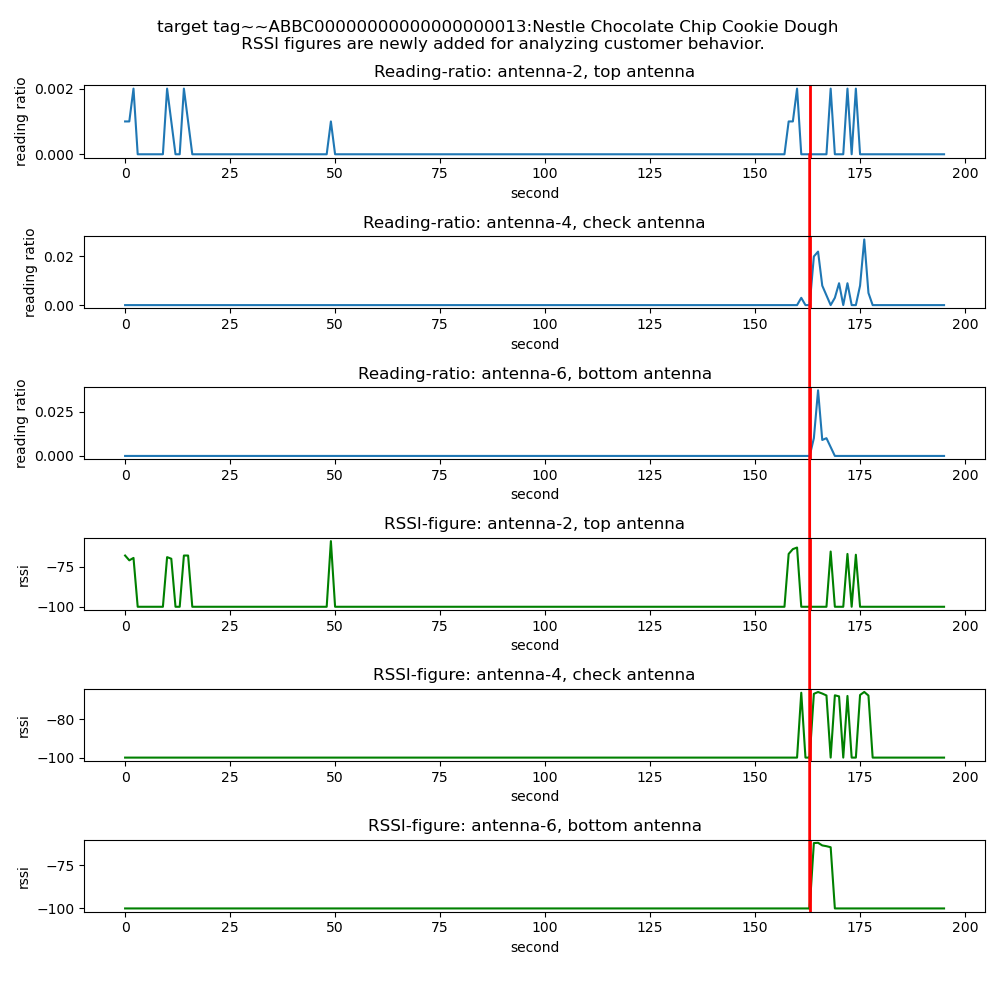 target tag~~ABBC00000000000000000013:Nestle Chocolate Chip Cookie Dough
RSSI figures are newly added for analyzing customer behavior.
Reading-ratio: antenna-2, top antenna
reading ratio
0.002
0.000
0 25 50 75 100 125 150 175 200
second
Reading-ratio: antenna-4, check antenna
reading ratio
0.02
0.00
0 25 50 75 100 125 150 175 200
second
Reading-ratio: antenna-6, bottom antenna
reading ratio
0.025
0.000
0 25 50 75 100 125 150 175 200
second
RSSI-figure: antenna-2, top antenna
rssi
−75
−100
0 25 50 75 100 125 150 175 200
second
RSSI-figure: antenna-4, check antenna
rssi
−80
−100
0 25 50 75 100 125 150 175 200
second
RSSI-figure: antenna-6, bottom antenna
rssi
−75
−100
0 25 50 75 100 125 150 175 200
second